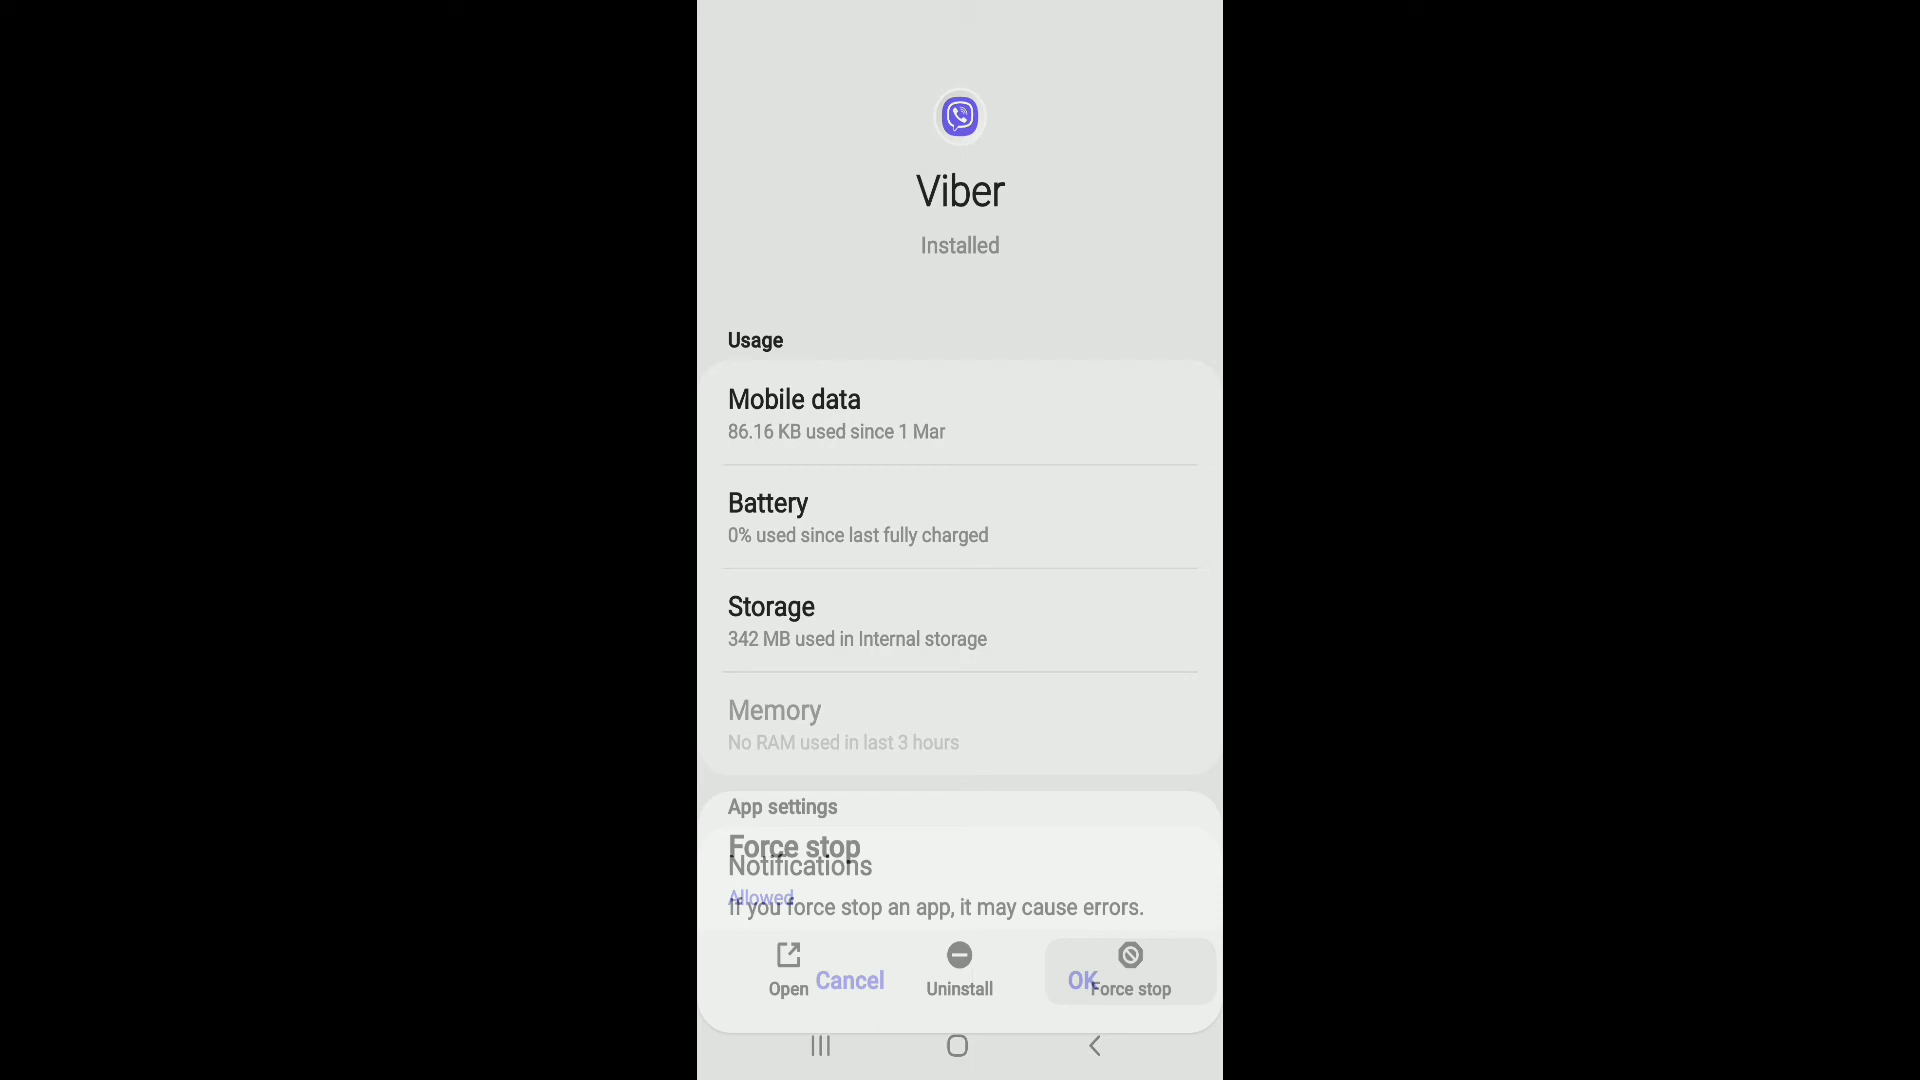 Viber
Installed
Usage
Mobile data
86.16 KB used since 1 Mar
Battery
0% used since last fully charged
Storage
342 MB used in Internal storage
Memory
No RAM used in last 3 hours
App settings
Force stop
Notifications
Allowed
If you force stop an app, it may cause errors.
Cancel
OK
Open
Uninstall
Force stop